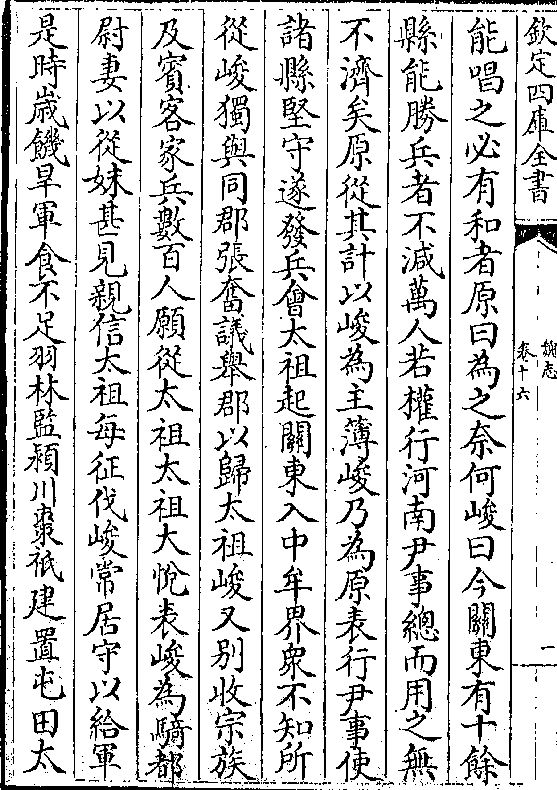 欽定四庫全書
魏志
卷十六
一
能唱之必有和者原曰為之奈何峻曰今關東有十餘
縣能勝兵者不減萬人若權行河南尹事總而用之無
不濟矣原從其計以峻為主簿峻乃為原表行尹事使
諸縣堅守遂發兵會太祖起關東入中牟界衆不知所
從峻獨與同郡張奮議舉郡以歸太祖峻又别收宗族
及賓客家兵數百人願從太祖太祖大悅表峻為騎都
尉妻以從妹甚見親信太祖每征伐峻常居守以給軍
是時嵗饑旱軍食不足羽林監潁川棗祗建置屯田太